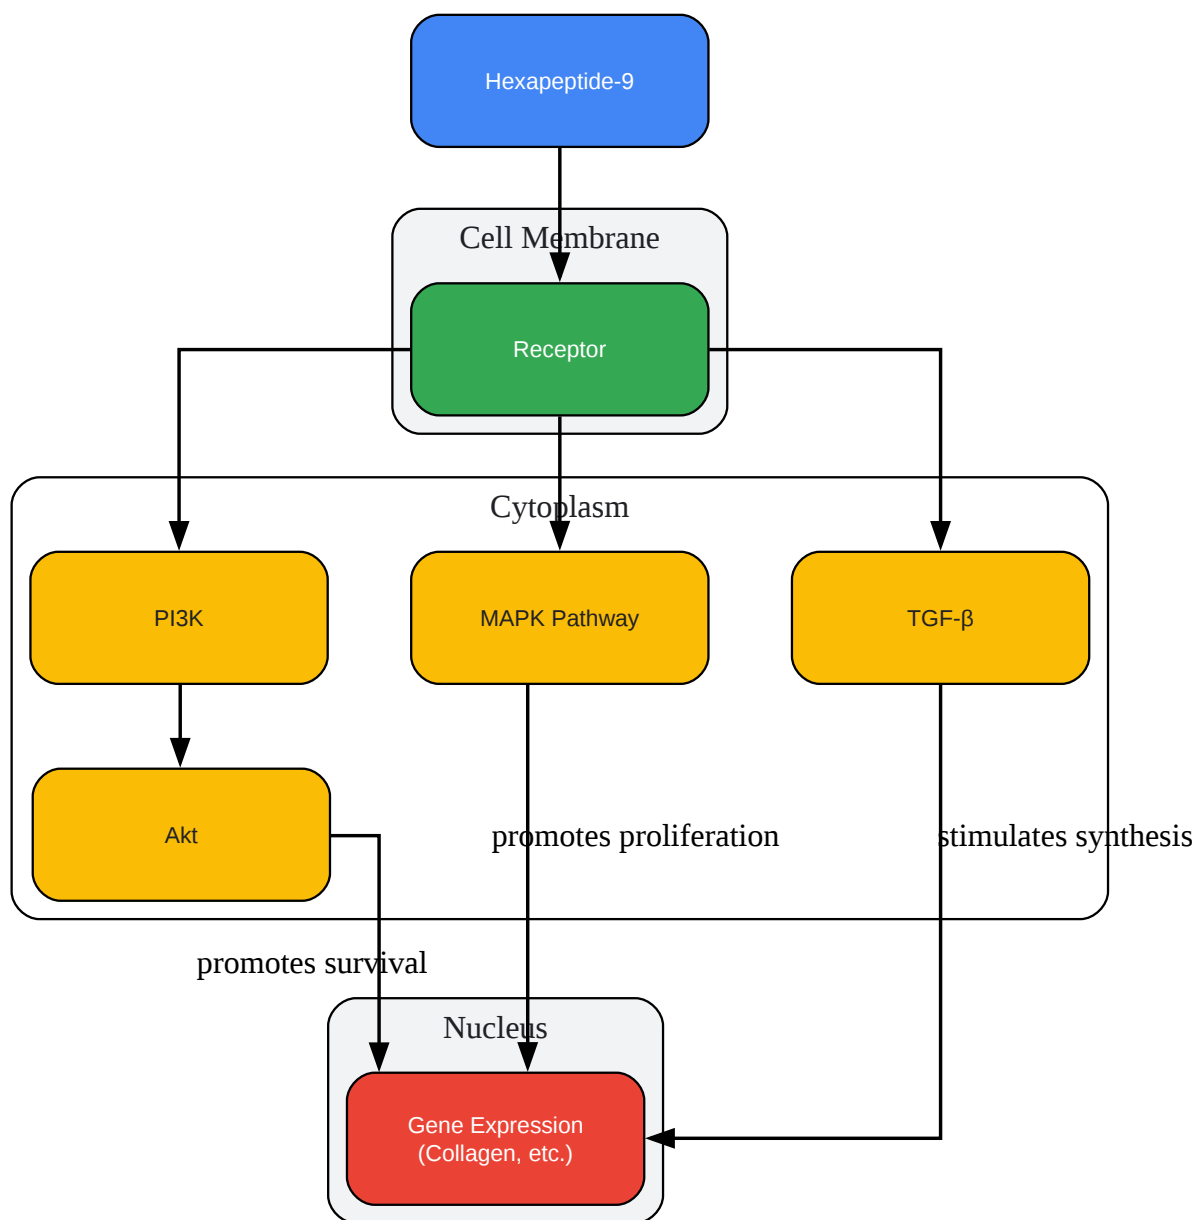 Hexapeptide-9
Cell Membrane
Receptor
Cytoplasm
PI3K
MAPK Pathway
TGF-β
Akt
promotes proliferation
stimulates synthesis
promotes survival
Nucleus
Gene Expression
(Collagen, etc.)